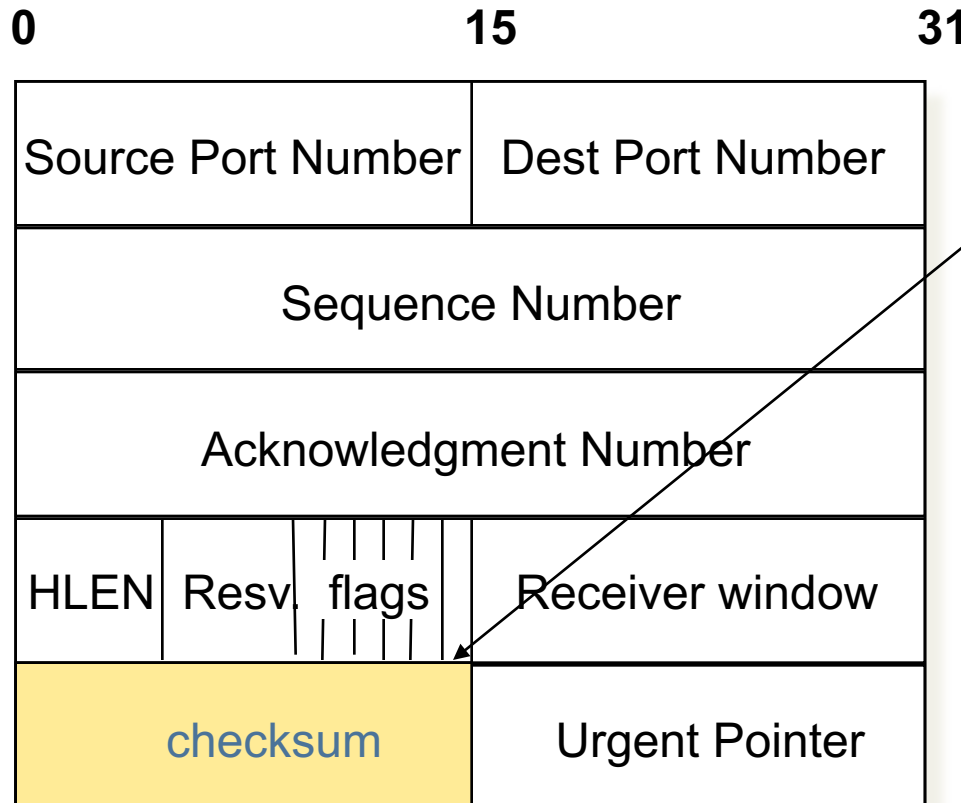 0 15 31
Source Port Number Dest Port Number
Sequence Number
Acknowledgment Number
HLEN Resv. flags Receiver window
checksum Urgent Pointer